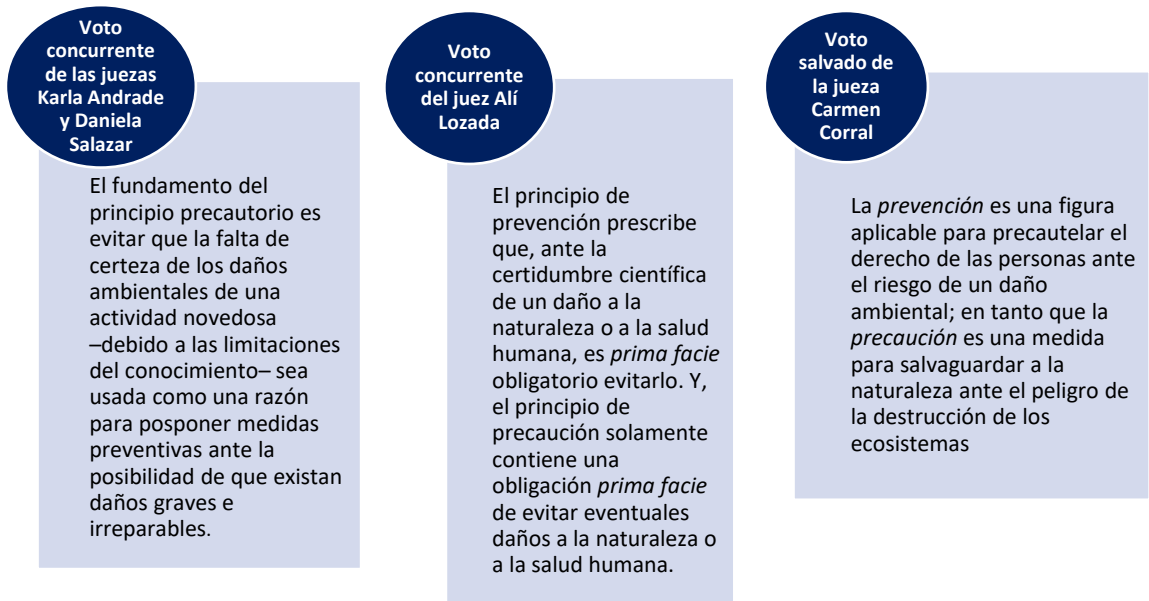 Voto
concurrente
de las juezas
Karla Andrade
y Daniela
Salazar
El fundamento del
principio precautorio es
evitar que la falta de
certeza de los daños
ambientales de una
actividad novedosa
–debido a las limitaciones
del conocimiento– sea
usada como una razón
para posponer medidas
preventivas ante la
posibilidad de que existan
daños graves e
irreparables.
Voto
concurrente
del juez Alí
Lozada
El principio de
prevención prescribe
que, ante la
certidumbre científica
de un daño a la
naturaleza o a la salud
humana, es prima facie
obligatorio evitarlo. Y,
el principio de
precaución solamente
contiene una
obligación prima facie
de evitar eventuales
daños a la naturaleza o
a la salud humana.
Voto
salvado de
la jueza
Carmen
Corral
La prevención es una figura
aplicable para precautelar el
derecho de las personas ante
el riesgo de un daño
ambiental; en tanto que la
precaución es una medida
para salvaguardar a la
naturaleza ante el peligro de
la destrucción de los
ecosistemas